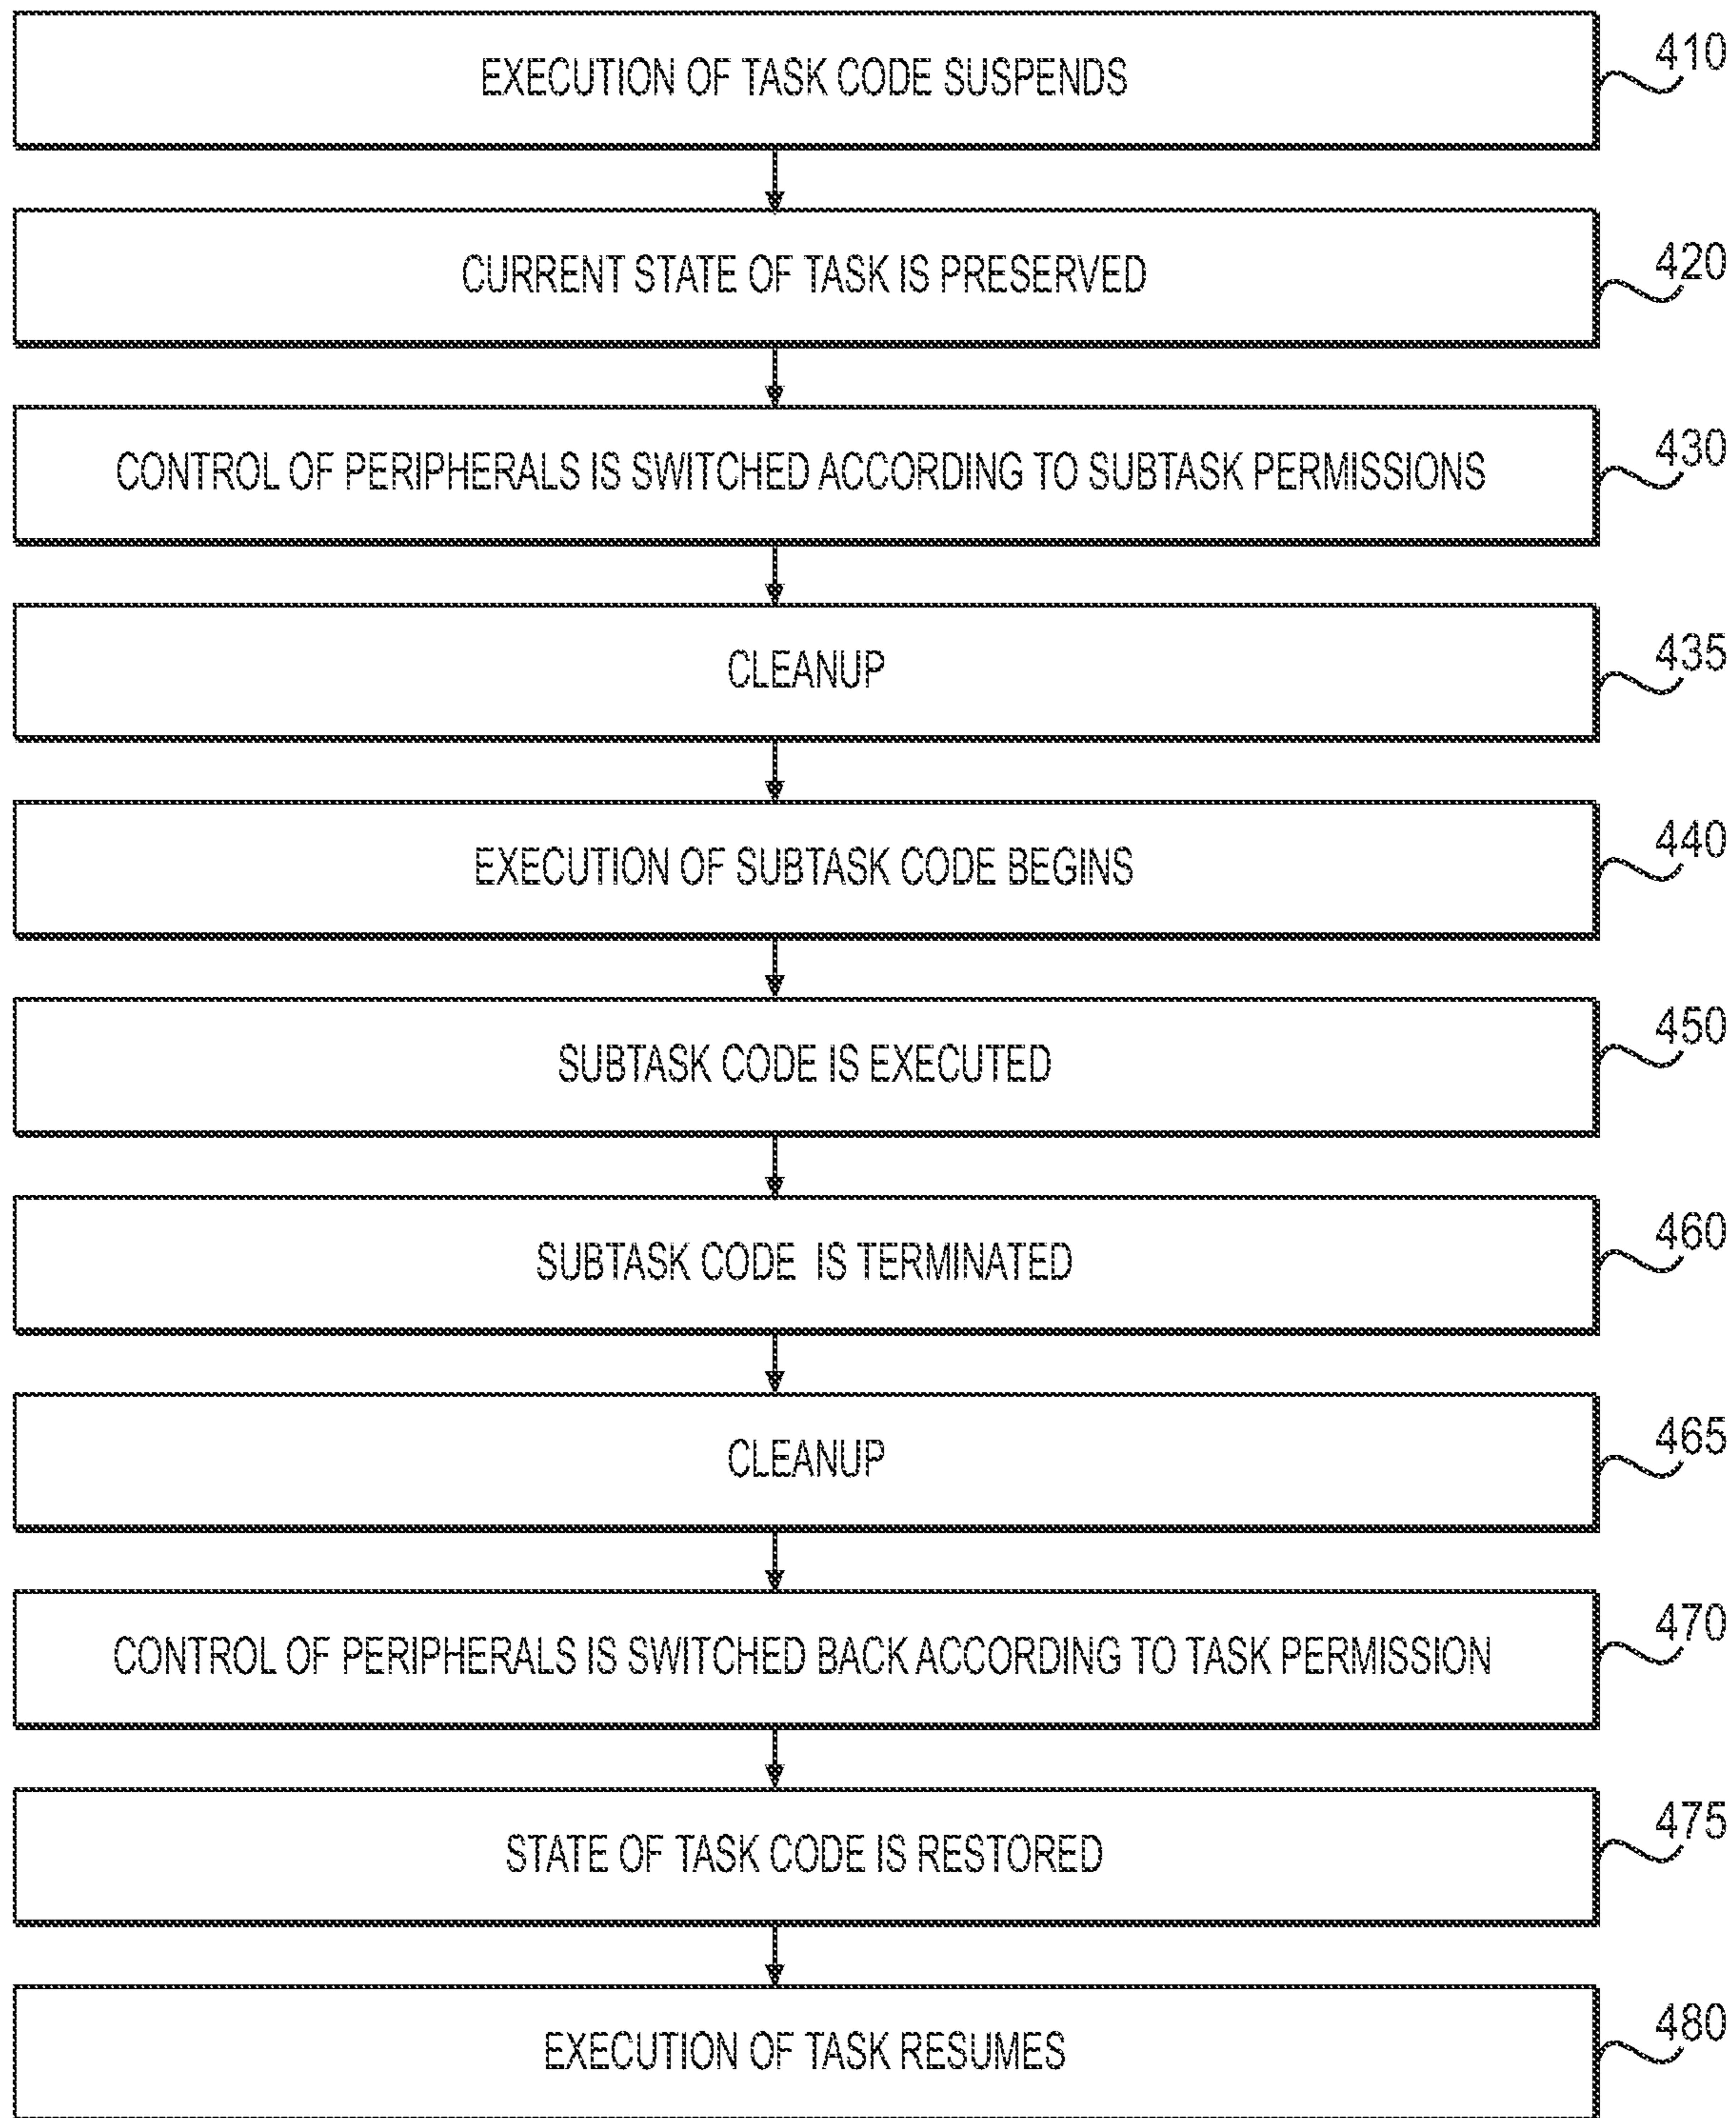 EXECUTION OF TASK CODE SUSPENDS
410
CURRENT STATE OF TASK IS PRESERVED
420
CONTROL OF PERIPHERALS IS SWITCHED ACCORDING TO SUBTASK PERMISSIONS
430
CLEANUP
435
EXECUTION OF SUBTASK CODE BEGINS
440
SUBTASK CODE IS EXECUTED
450
SUBTASK CODE IS TERMINATED
460
CLEANUP
465
CONTROL OF PERIPHERALS IS SWITCHED BACK ACCORDING TO TASK PERMISSION
470
STATE OF TASK CODE IS RESTORED
475
EXECUTION OF TASK RESUMES
480